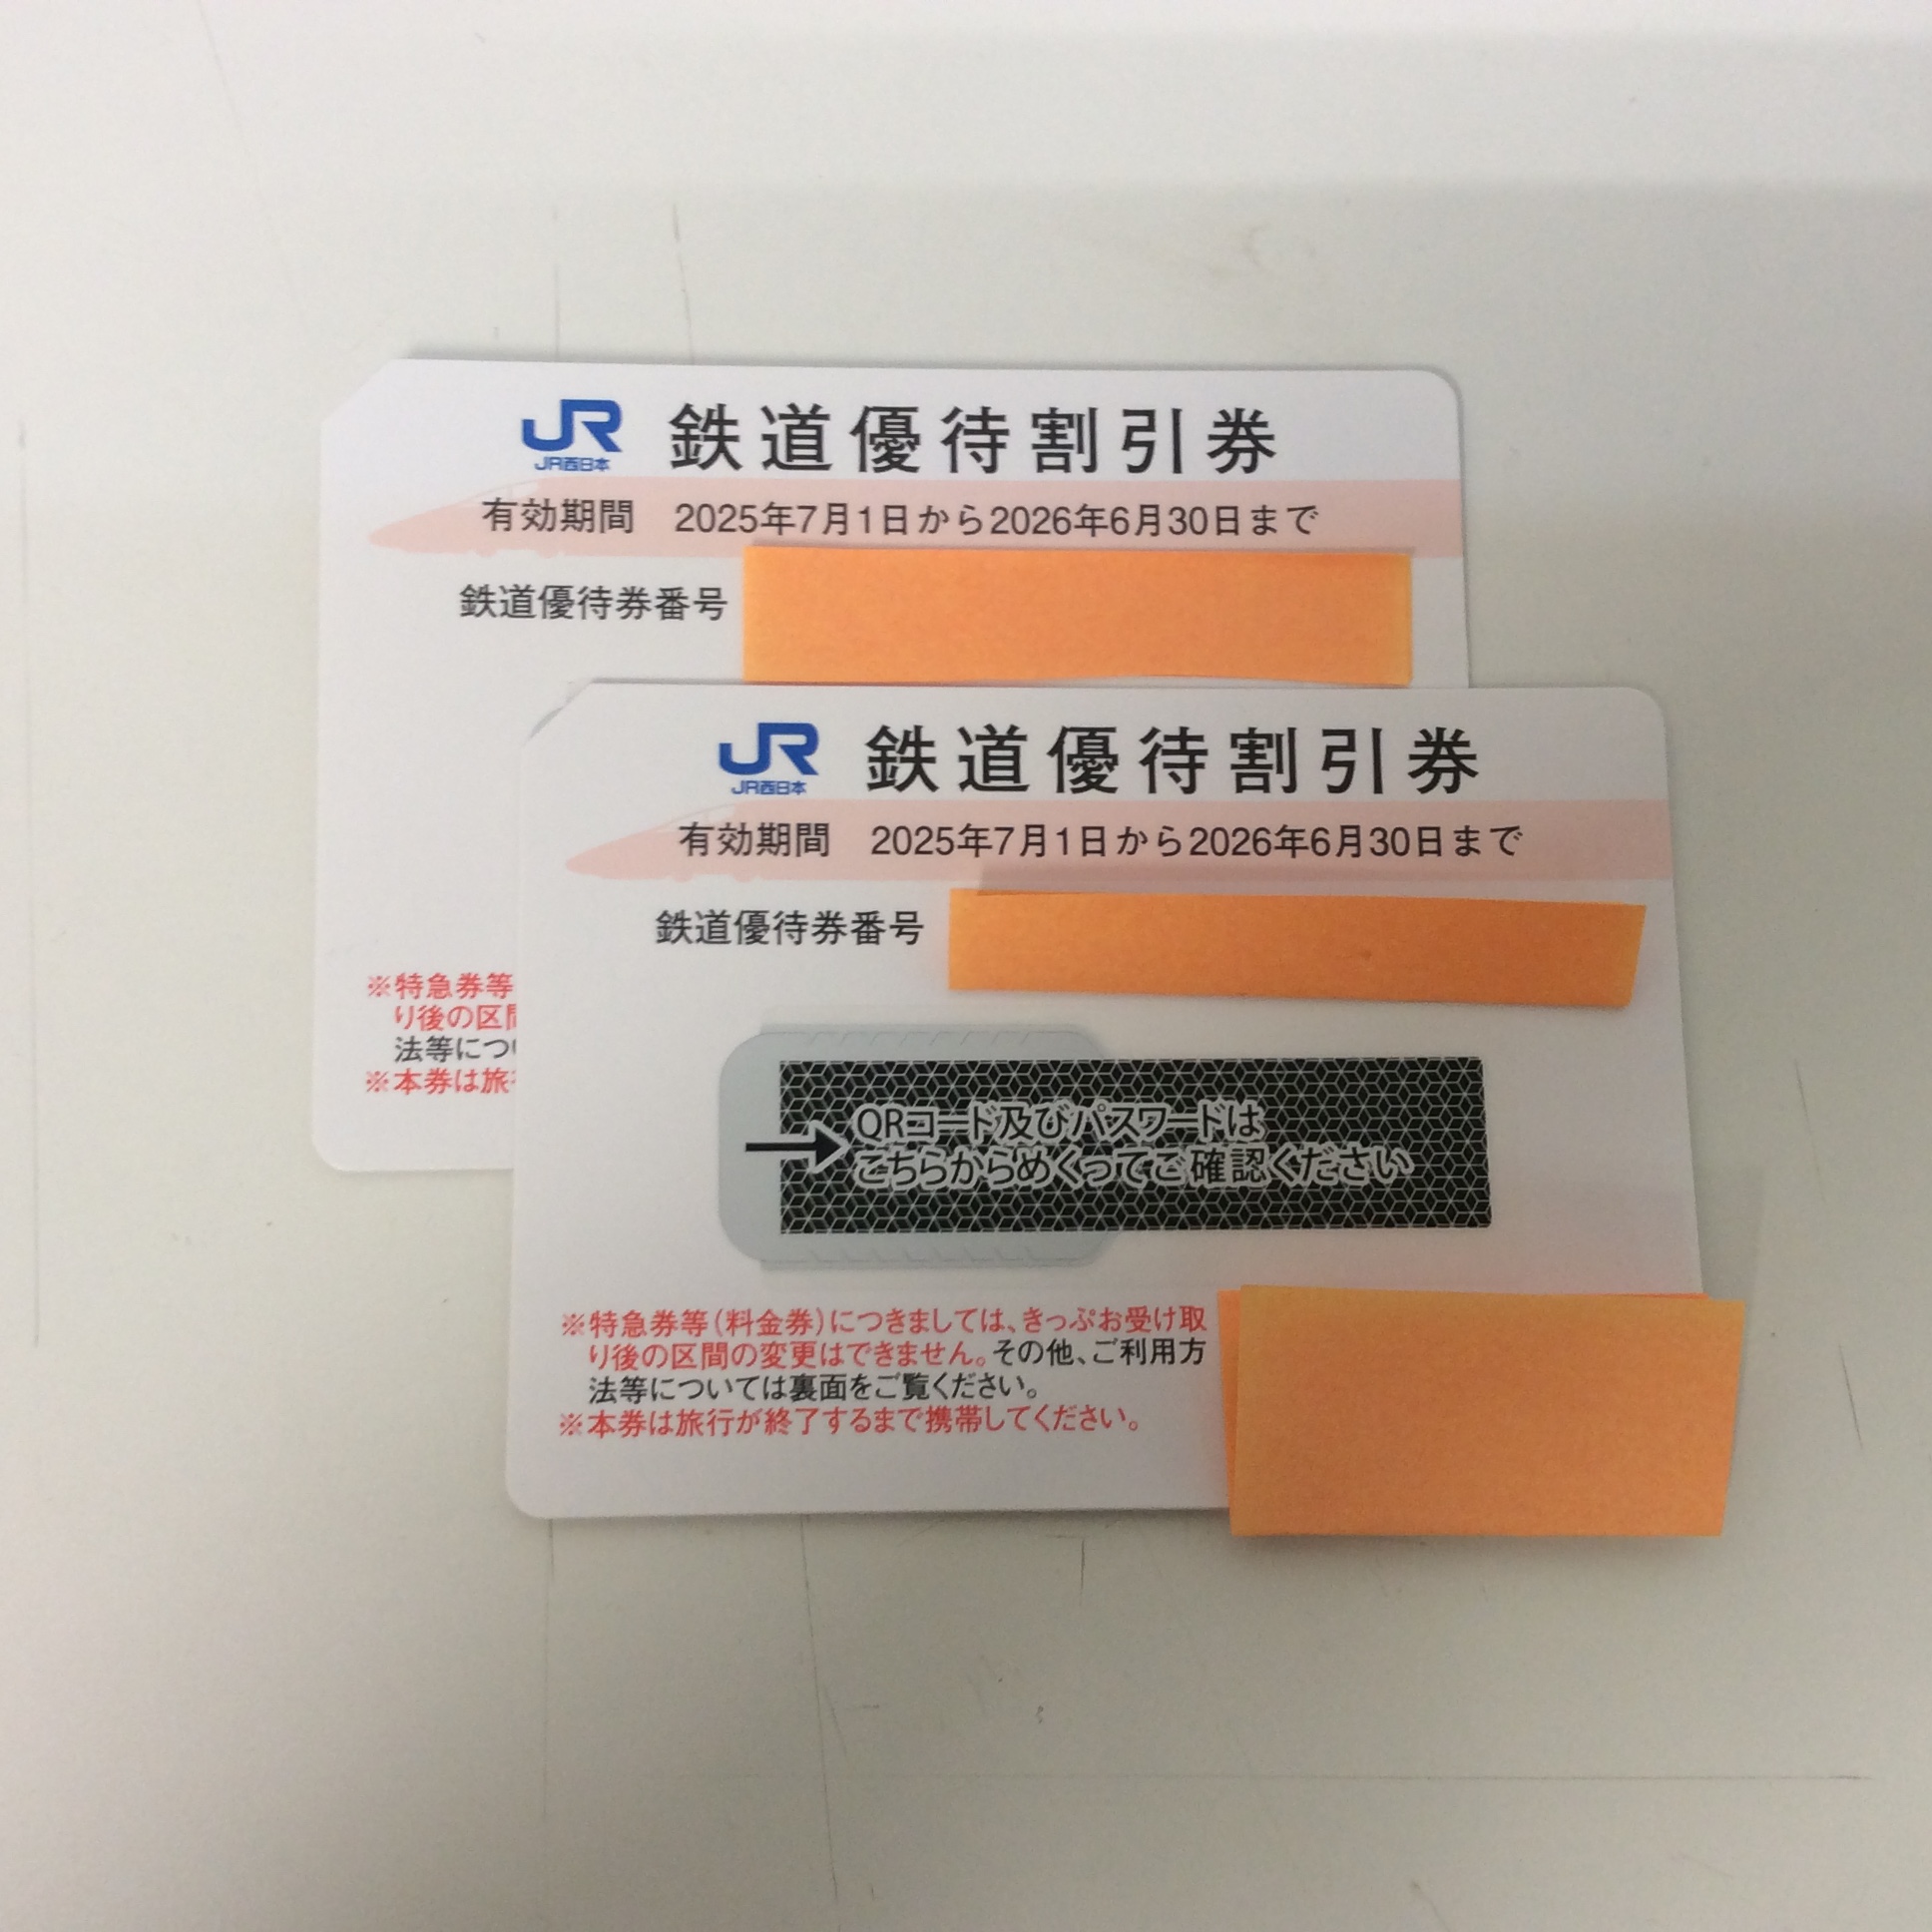 JR 鉄道優待割引券
JR西日本
有効期間 2025年7月1日から2026年6月30日まで
鉄道優待券番号
※特急券等
り後の区間
法等につい
※本券は旅
JR 鉄道優待割引券
JR西日本
有効期間 2025年7月1日から2026年6月30日まで
鉄道優待券番号
QRコード及びパスワードは
こちらからめくってご確認ください
※特急券等(料金券)につきましては、きっぷお受け取
り後の区間の変更はできません。その他、ご利用方
法等については裏面をご覧ください。
※本券は旅行が終了するまで携帯してください。